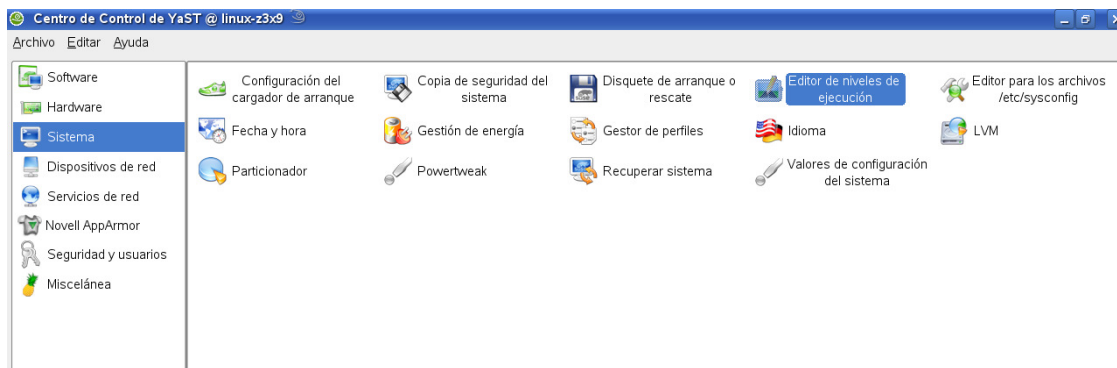 Centro de Control de YaST @ linux-z3x9
Archivo Editar Ayuda
Software
Hardware
Sistema
Dispositivos de red
Servicios de red
Novell AppArmor
Seguridad y usuarios
Miscelánea
Configuración del
cargador de arranque
Copia de seguridad del
sistema
Disquete de arranque o
rescate
Editor de niveles de
ejecución
Editor para los archivos
/etc/sysconfig
Fecha y hora
Gestión de energía
Gestor de perfiles
Idioma
LVM
Particionador
Powertweak
Recuperar sistema
Valores de configuración
del sistema